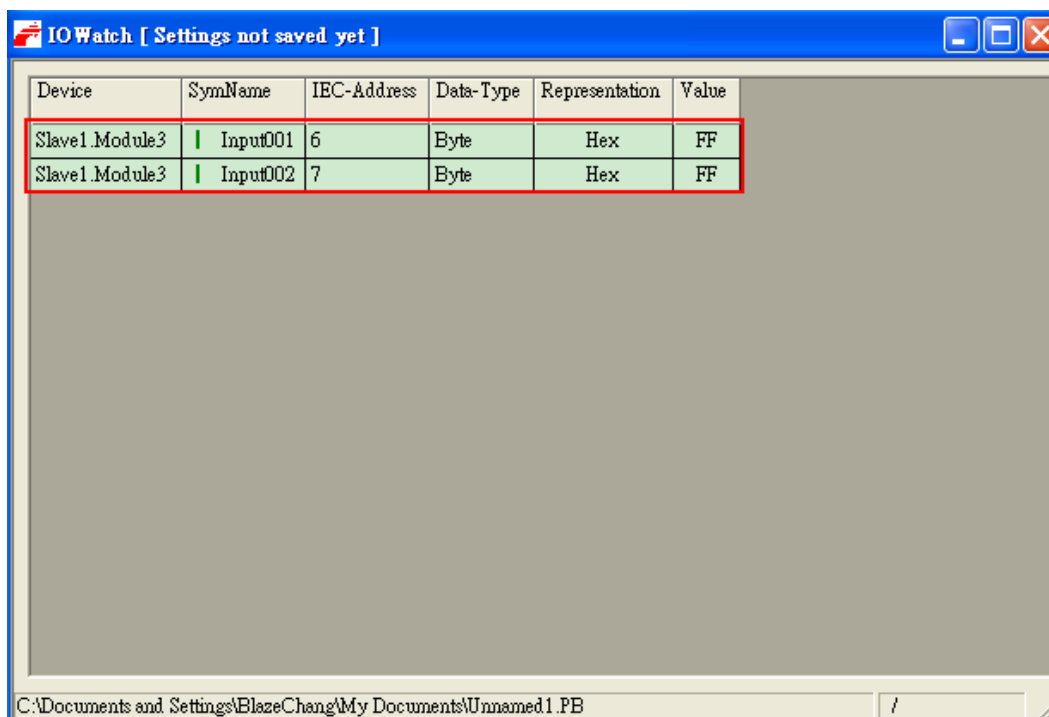 IOWatch [ Settings not saved yet ]
Device SymName IEC-Address Data-Type Representation Value
Slave1.Module3 I Input001 6 Byte Hex FF
Slave1.Module3 I Input002 7 Byte Hex FF
C:\Documents and Settings\BlazeChang\My Documents\Unnamed1.PB /